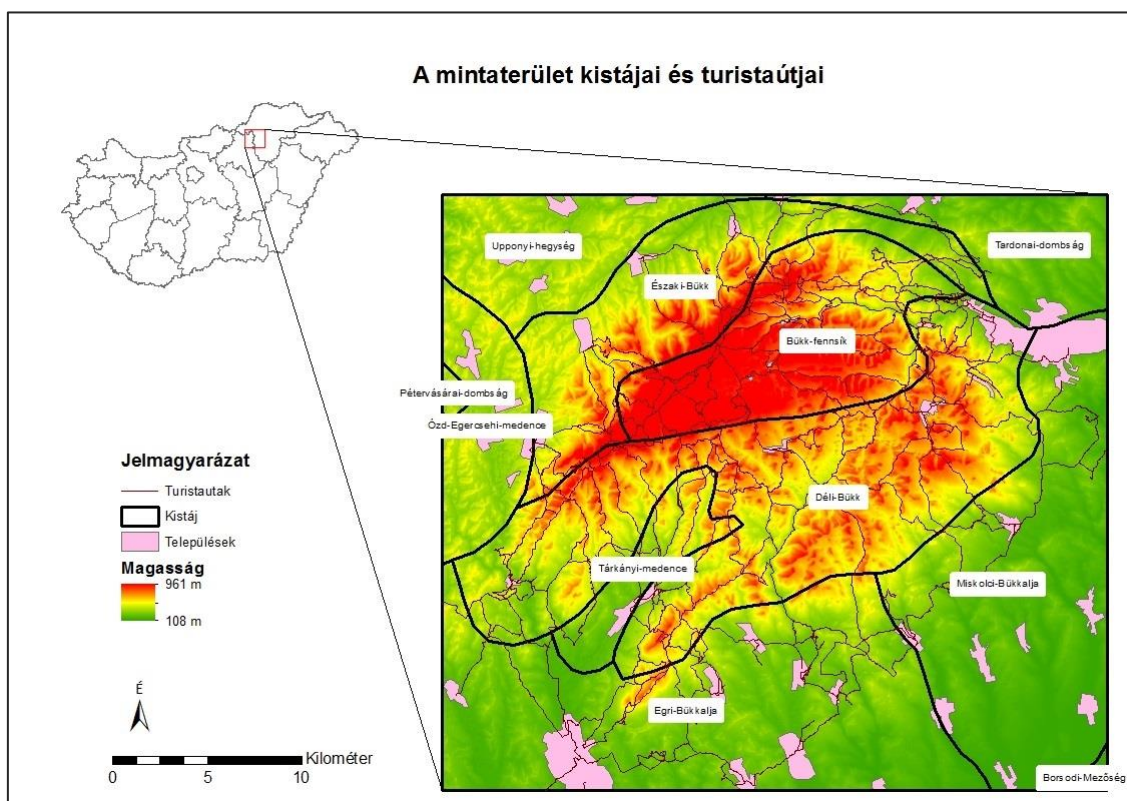 A mintaterület kistájai és turistaútjai
Upponyi-hegység
Tardonai-dombság
Északi-Bükk
Bükk-fennsík
Pétervásárai-dombság
Ózd-Egercsehi-medence
Déli-Bükk
Tárkányi-medence
Miskolci-Bükkalja
Egri-Bükkalja
Borsodi-Mezőség
Jelmagyarázat
Turistautak
Kistáj
Települések
Magasság
961 m
108 m
É
Kilométer
0 5 10